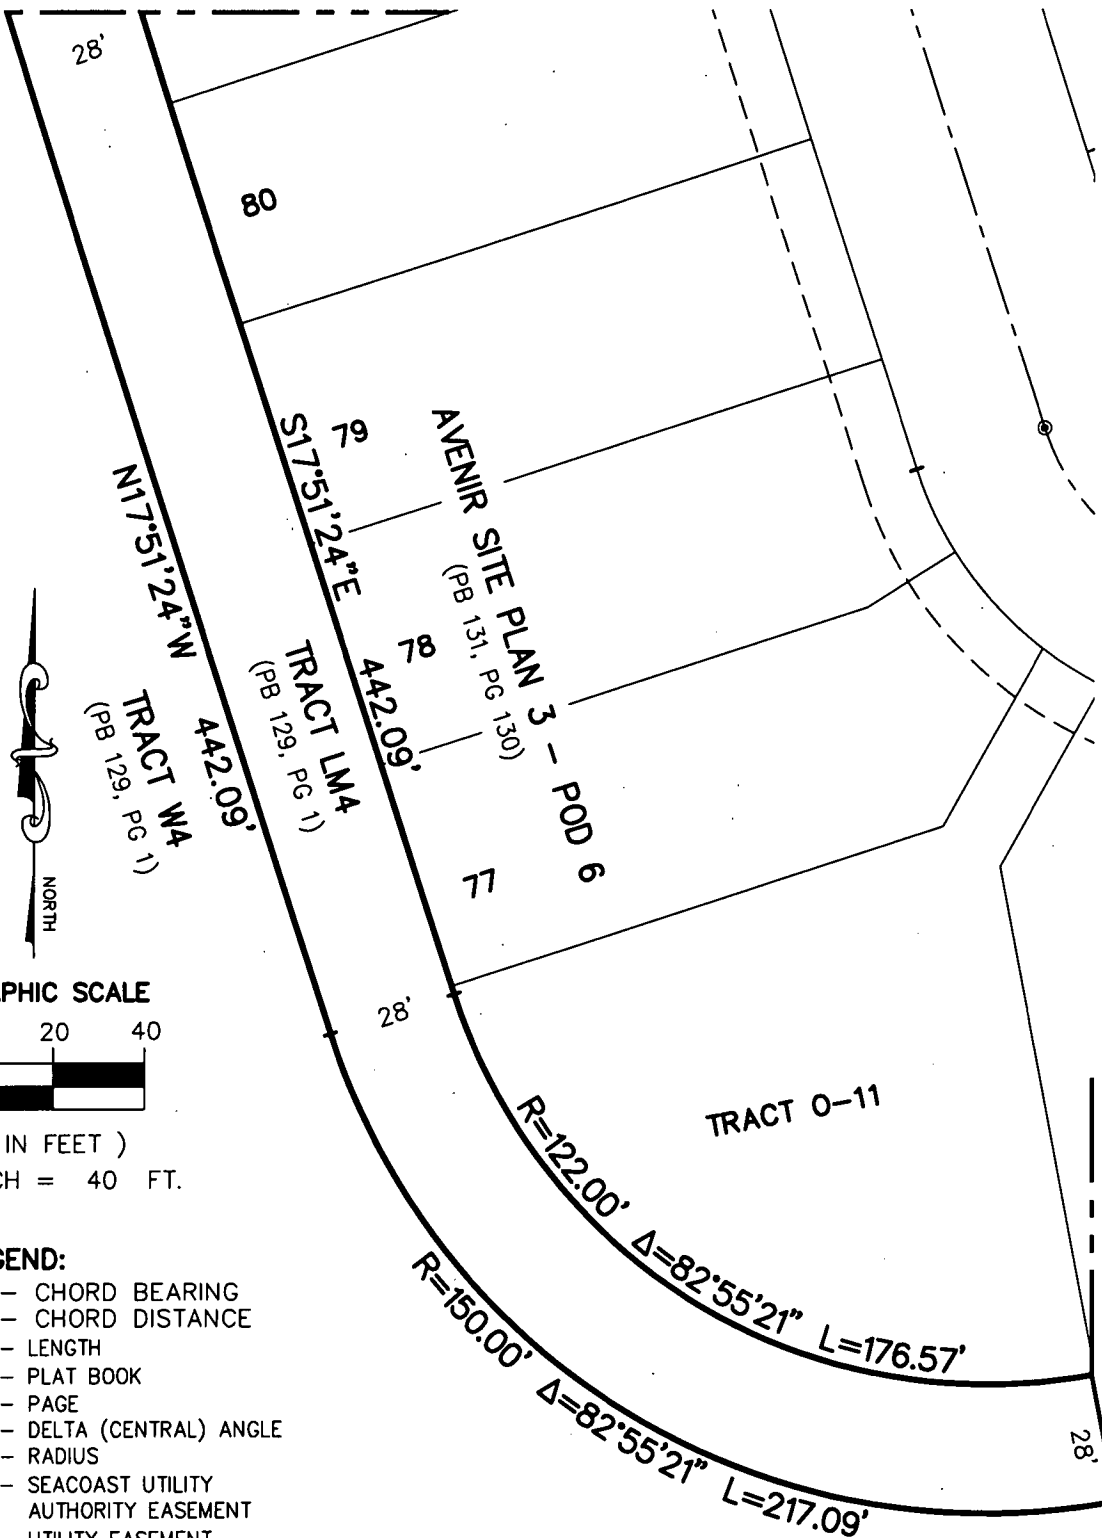 28'
80
79
AVENIR SITE PLAN 3 – POD 6
(PB 131, PG 130)
S17°51'24"E 442.09'
N17°51'24"W 442.09'
78
TRACT LM4
(PB 129, PG 1)
TRACT W4
(PB 129, PG 1)
77
NORTH
28'
APHIC SCALE
20 40
IN FEET )
CH = 40 FT.
TRACT O–11
R=122.00' Δ=82°55'21" L=176.57'
R=150.00' Δ=82°55'21" L=217.09'
28'
GEND:
– CHORD BEARING
– CHORD DISTANCE
– LENGTH
– PLAT BOOK
– PAGE
– DELTA (CENTRAL) ANGLE
– RADIUS
– SEACOAST UTILITY
AUTHORITY EASEMENT
UTILITY EASEMENT